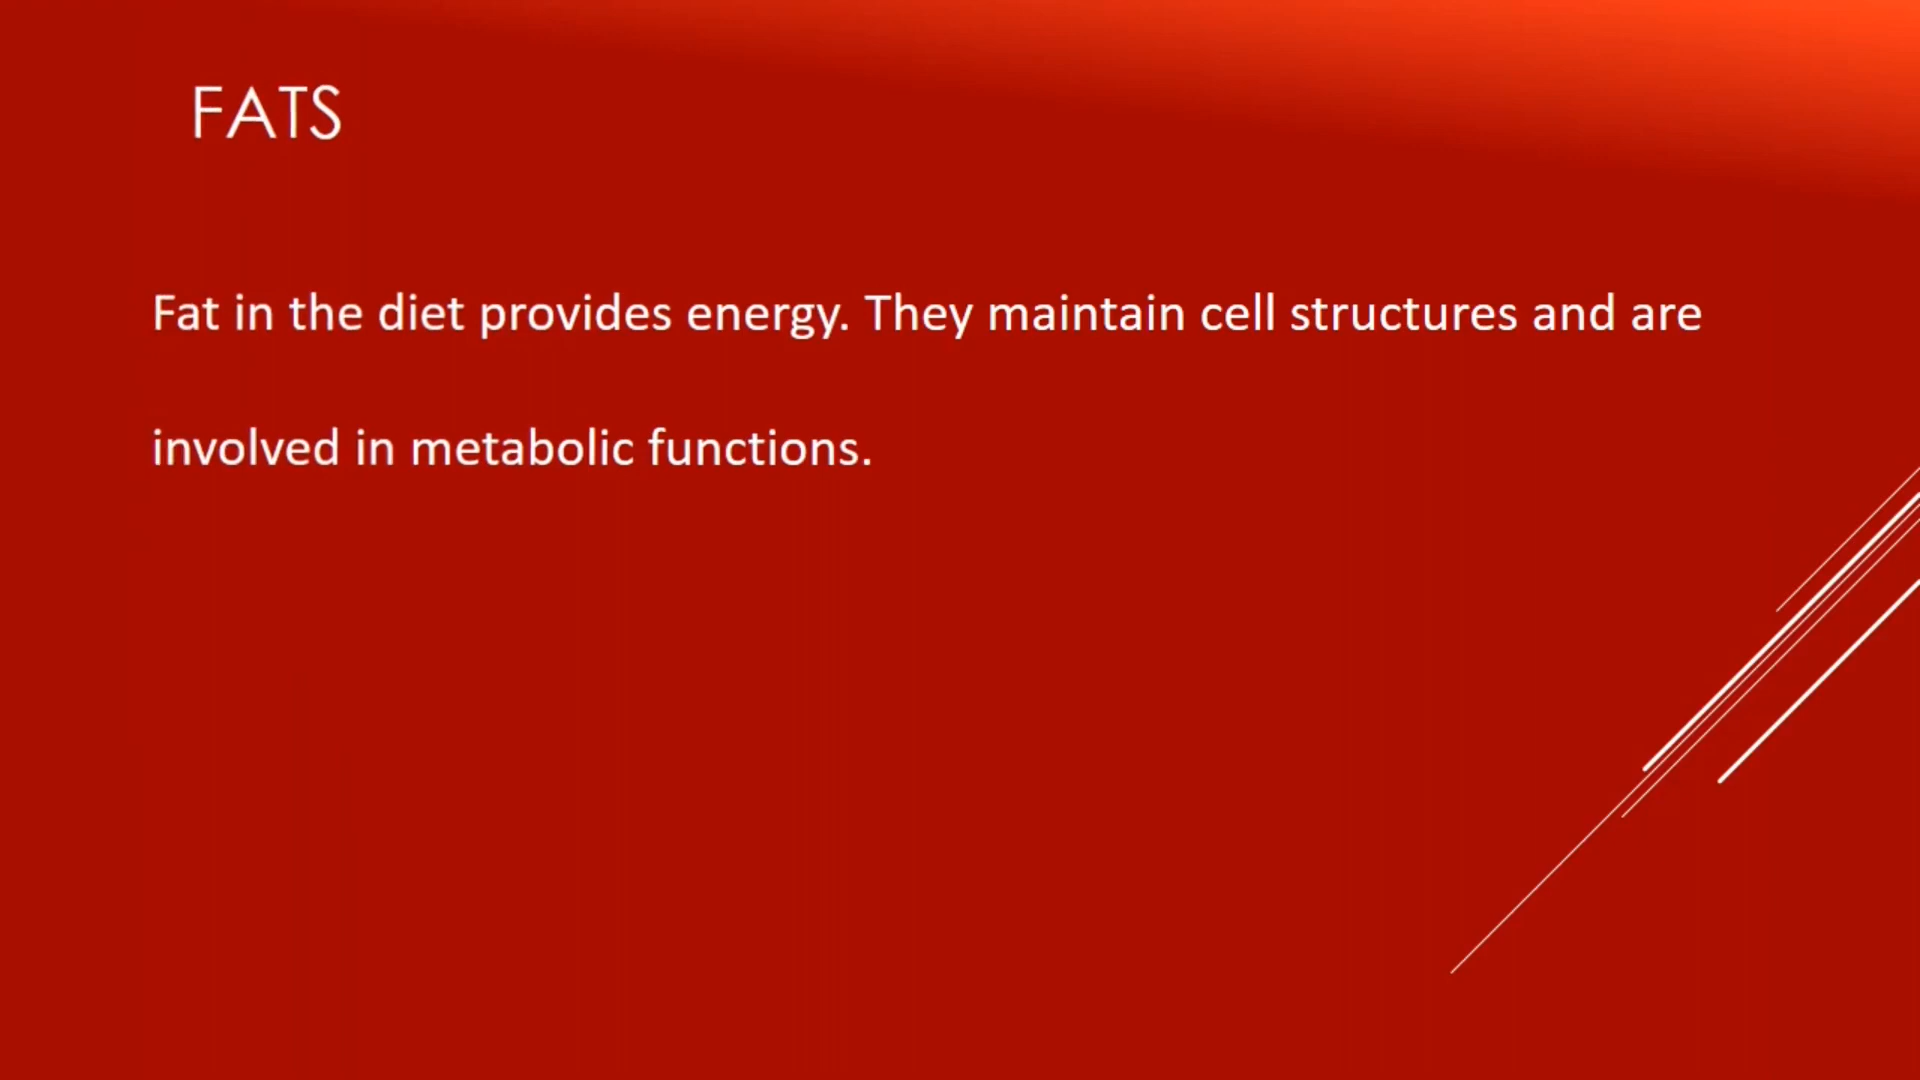 FATS
Fat in the diet provides energy. They maintain cell structures and are
involved in metabolic functions.